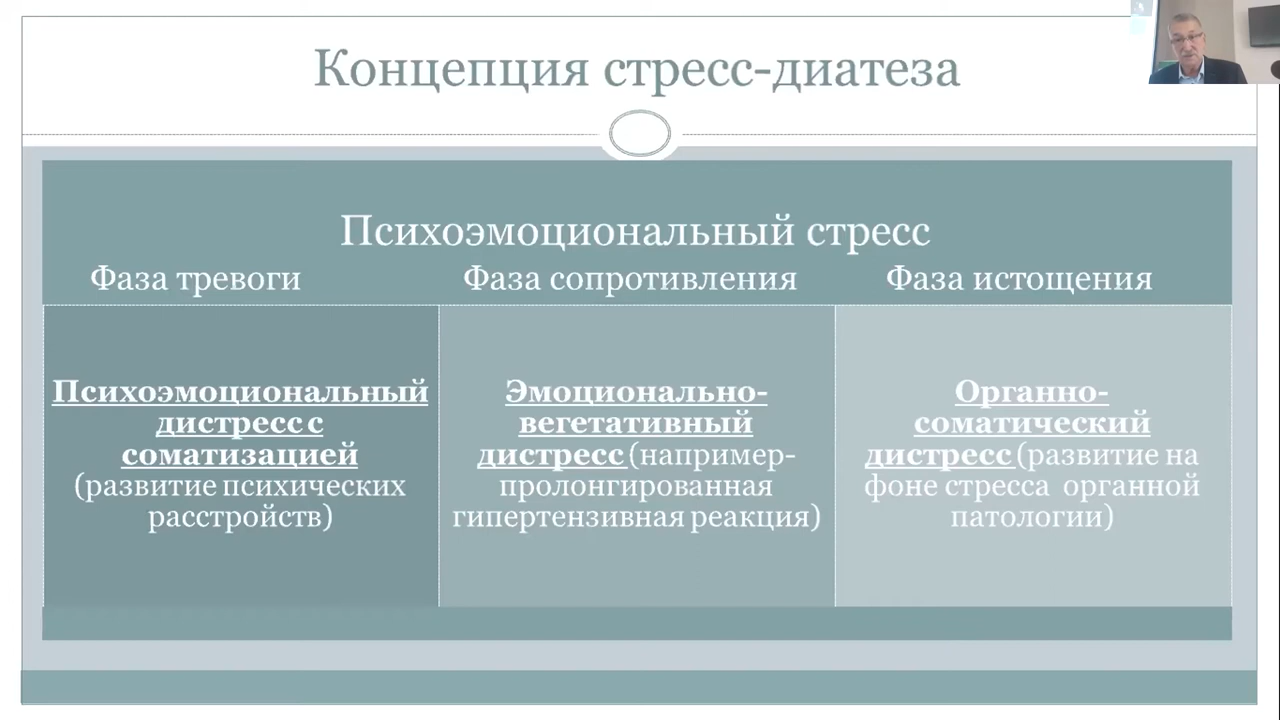 Концепция стресс-диатеза
Психоэмоциональный стресс
Фаза тревоги Фаза сопротивления Фаза истощения
Психоэмоциональный
дистресс с
соматизацией
(развитие психических
расстройств)
Эмоционально-
вегетативный
дистресс (например-
пролонгированная
гипертензивная реакция)
Органно-
соматический
дистресс (развитие на
фоне стресса органной
патологии)